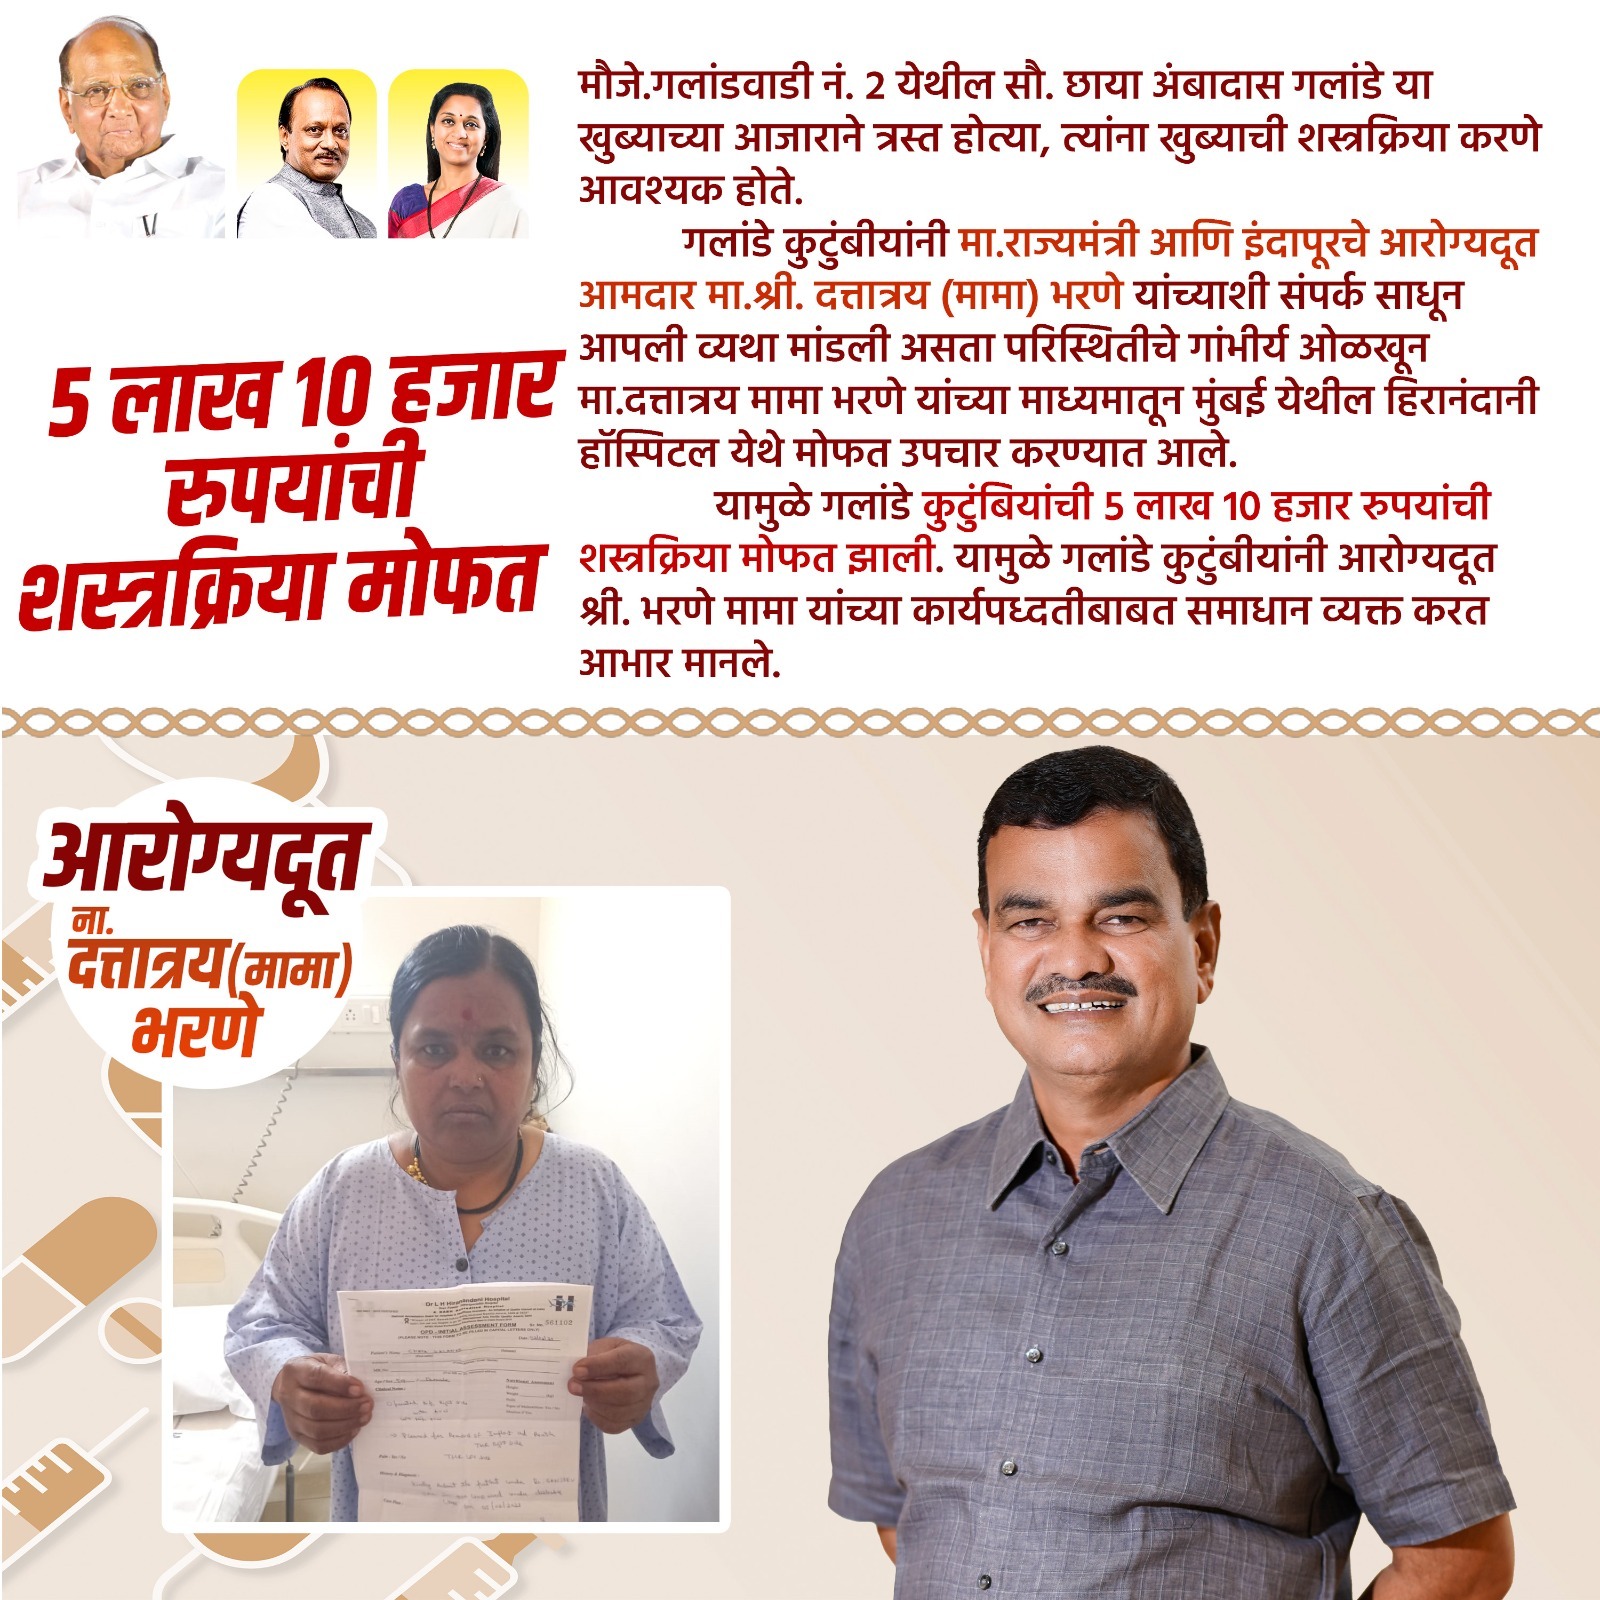 मौजे.गलांडवाडी नं. 2 येथील सौ. छाया अंबादास गलांडे या
खुब्याच्या आजाराने त्रस्त होत्या, त्यांना खुब्याची शस्त्रक्रिया करणे
आवश्यक होते.
गलांडे कुटुंबीयांनी मा.राज्यमंत्री आणि इंदापूरचे आरोग्यदूत
आमदार मा.श्री. दत्तात्रय (मामा) भरणे यांच्याशी संपर्क साधून
आपली व्यथा मांडली असता परिस्थितीचे गांभीर्य ओळखून
मा.दत्तात्रय मामा भरणे यांच्या माध्यमातून मुंबई येथील हिरानंदानी
हॉस्पिटल येथे मोफत उपचार करण्यात आले.
यामुळे गलांडे कुटुंबियांची 5 लाख 10 हजार रुपयांची
शस्त्रक्रिया मोफत झाली. यामुळे गलांडे कुटुंबीयांनी आरोग्यदूत
श्री. भरणे मामा यांच्या कार्यपध्दतीबाबत समाधान व्यक्त करत
आभार मानले.
5 लाख 10 हजार
रुपयांची
शस्त्रक्रिया मोफत
आरोग्यदूत
ना.
दत्तात्रय(मामा)
भरणे
Dr L H Hiranandani Hospital
561102
OPD - INITIAL ASSESSMENT FORM